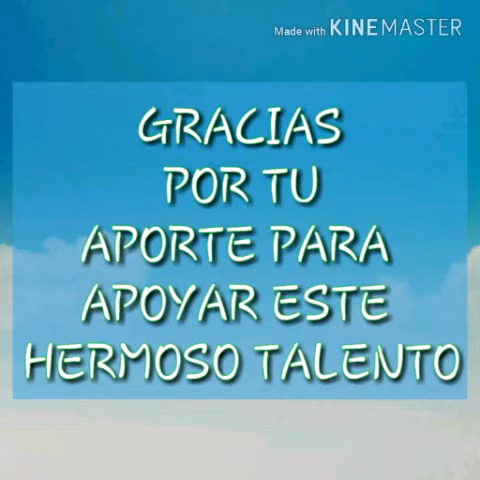 Made with KINEMASTER
GRACIAS
POR TU
APORTE PARA
APOYAR ESTE
HERMOSO TALENTO